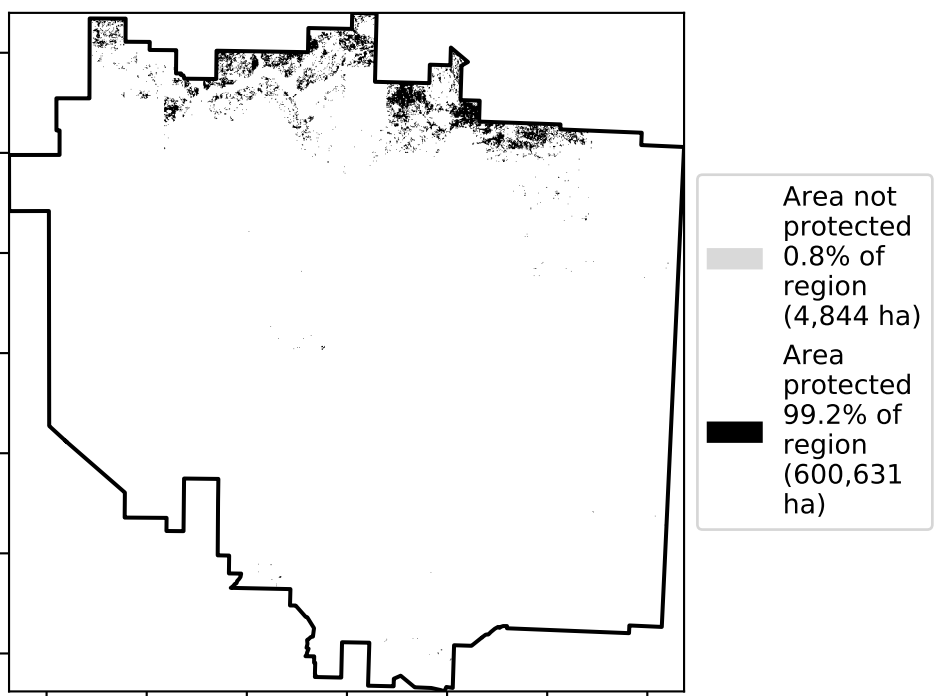 Area not
protected
0.8% of
region
(4,844 ha)
Area
protected
99.2% of
region
(600,631
ha)